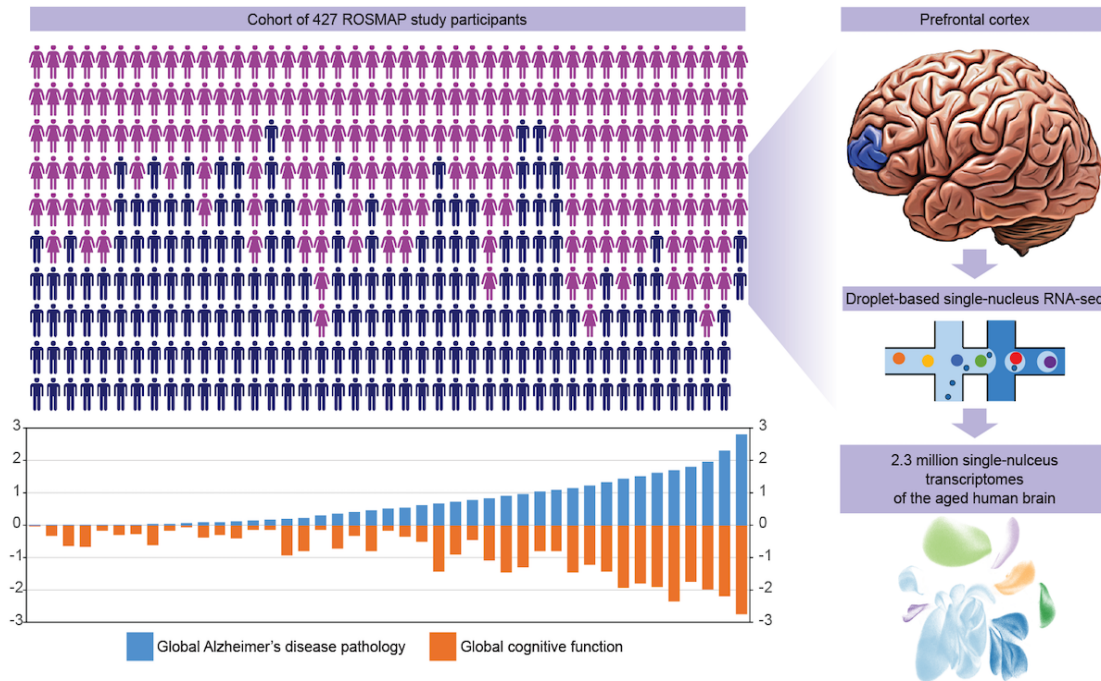 Cohort of 427 ROSMAP study participants
Prefrontal cortex
Droplet-based single-nucleus RNA-seq
2.3 million single-nulceus
transcriptomes
of the aged human brain
3
2
1
0
-1
-2
-3
3
2
1
0
-1
-2
-3
Global Alzheimer's disease pathology
Global cognitive function